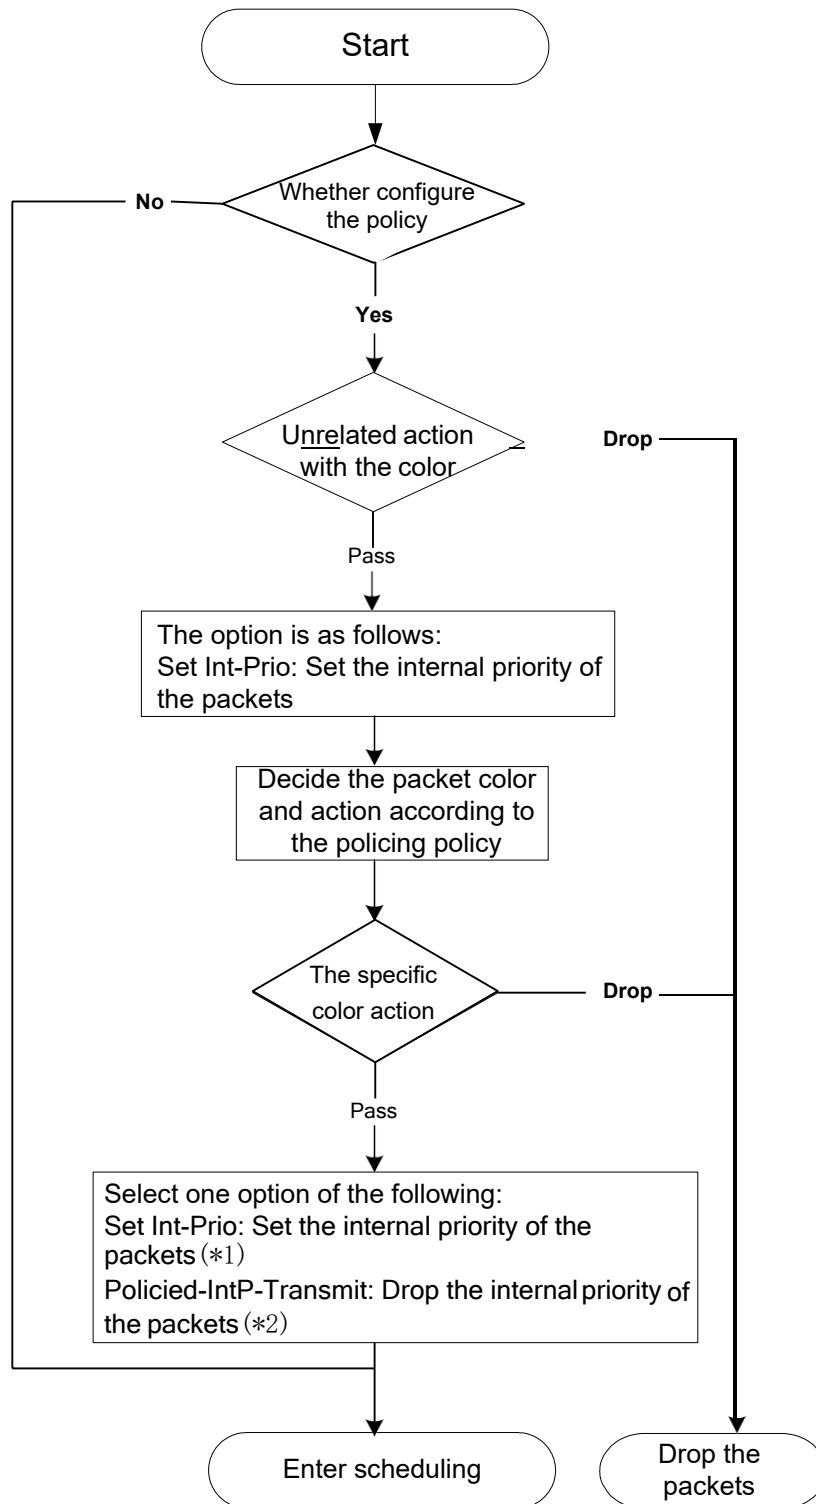 Start
Whether configure
No
the policy
Yes
Unrelated action
Drop
with the color
Pass
The option is as follows:
Set Int-Prio: Set the internal priority of
the packets
Decide the packet color
and action according to
the policing policy
The specific
Drop
color action
Pass
Select one option of the following:
Set Int-Prio: Set the internal priority of the
packets(*1)
Policied-IntP-Transmit: Drop the internal priority of
the packets(*2)
Enter scheduling
Drop the
packets